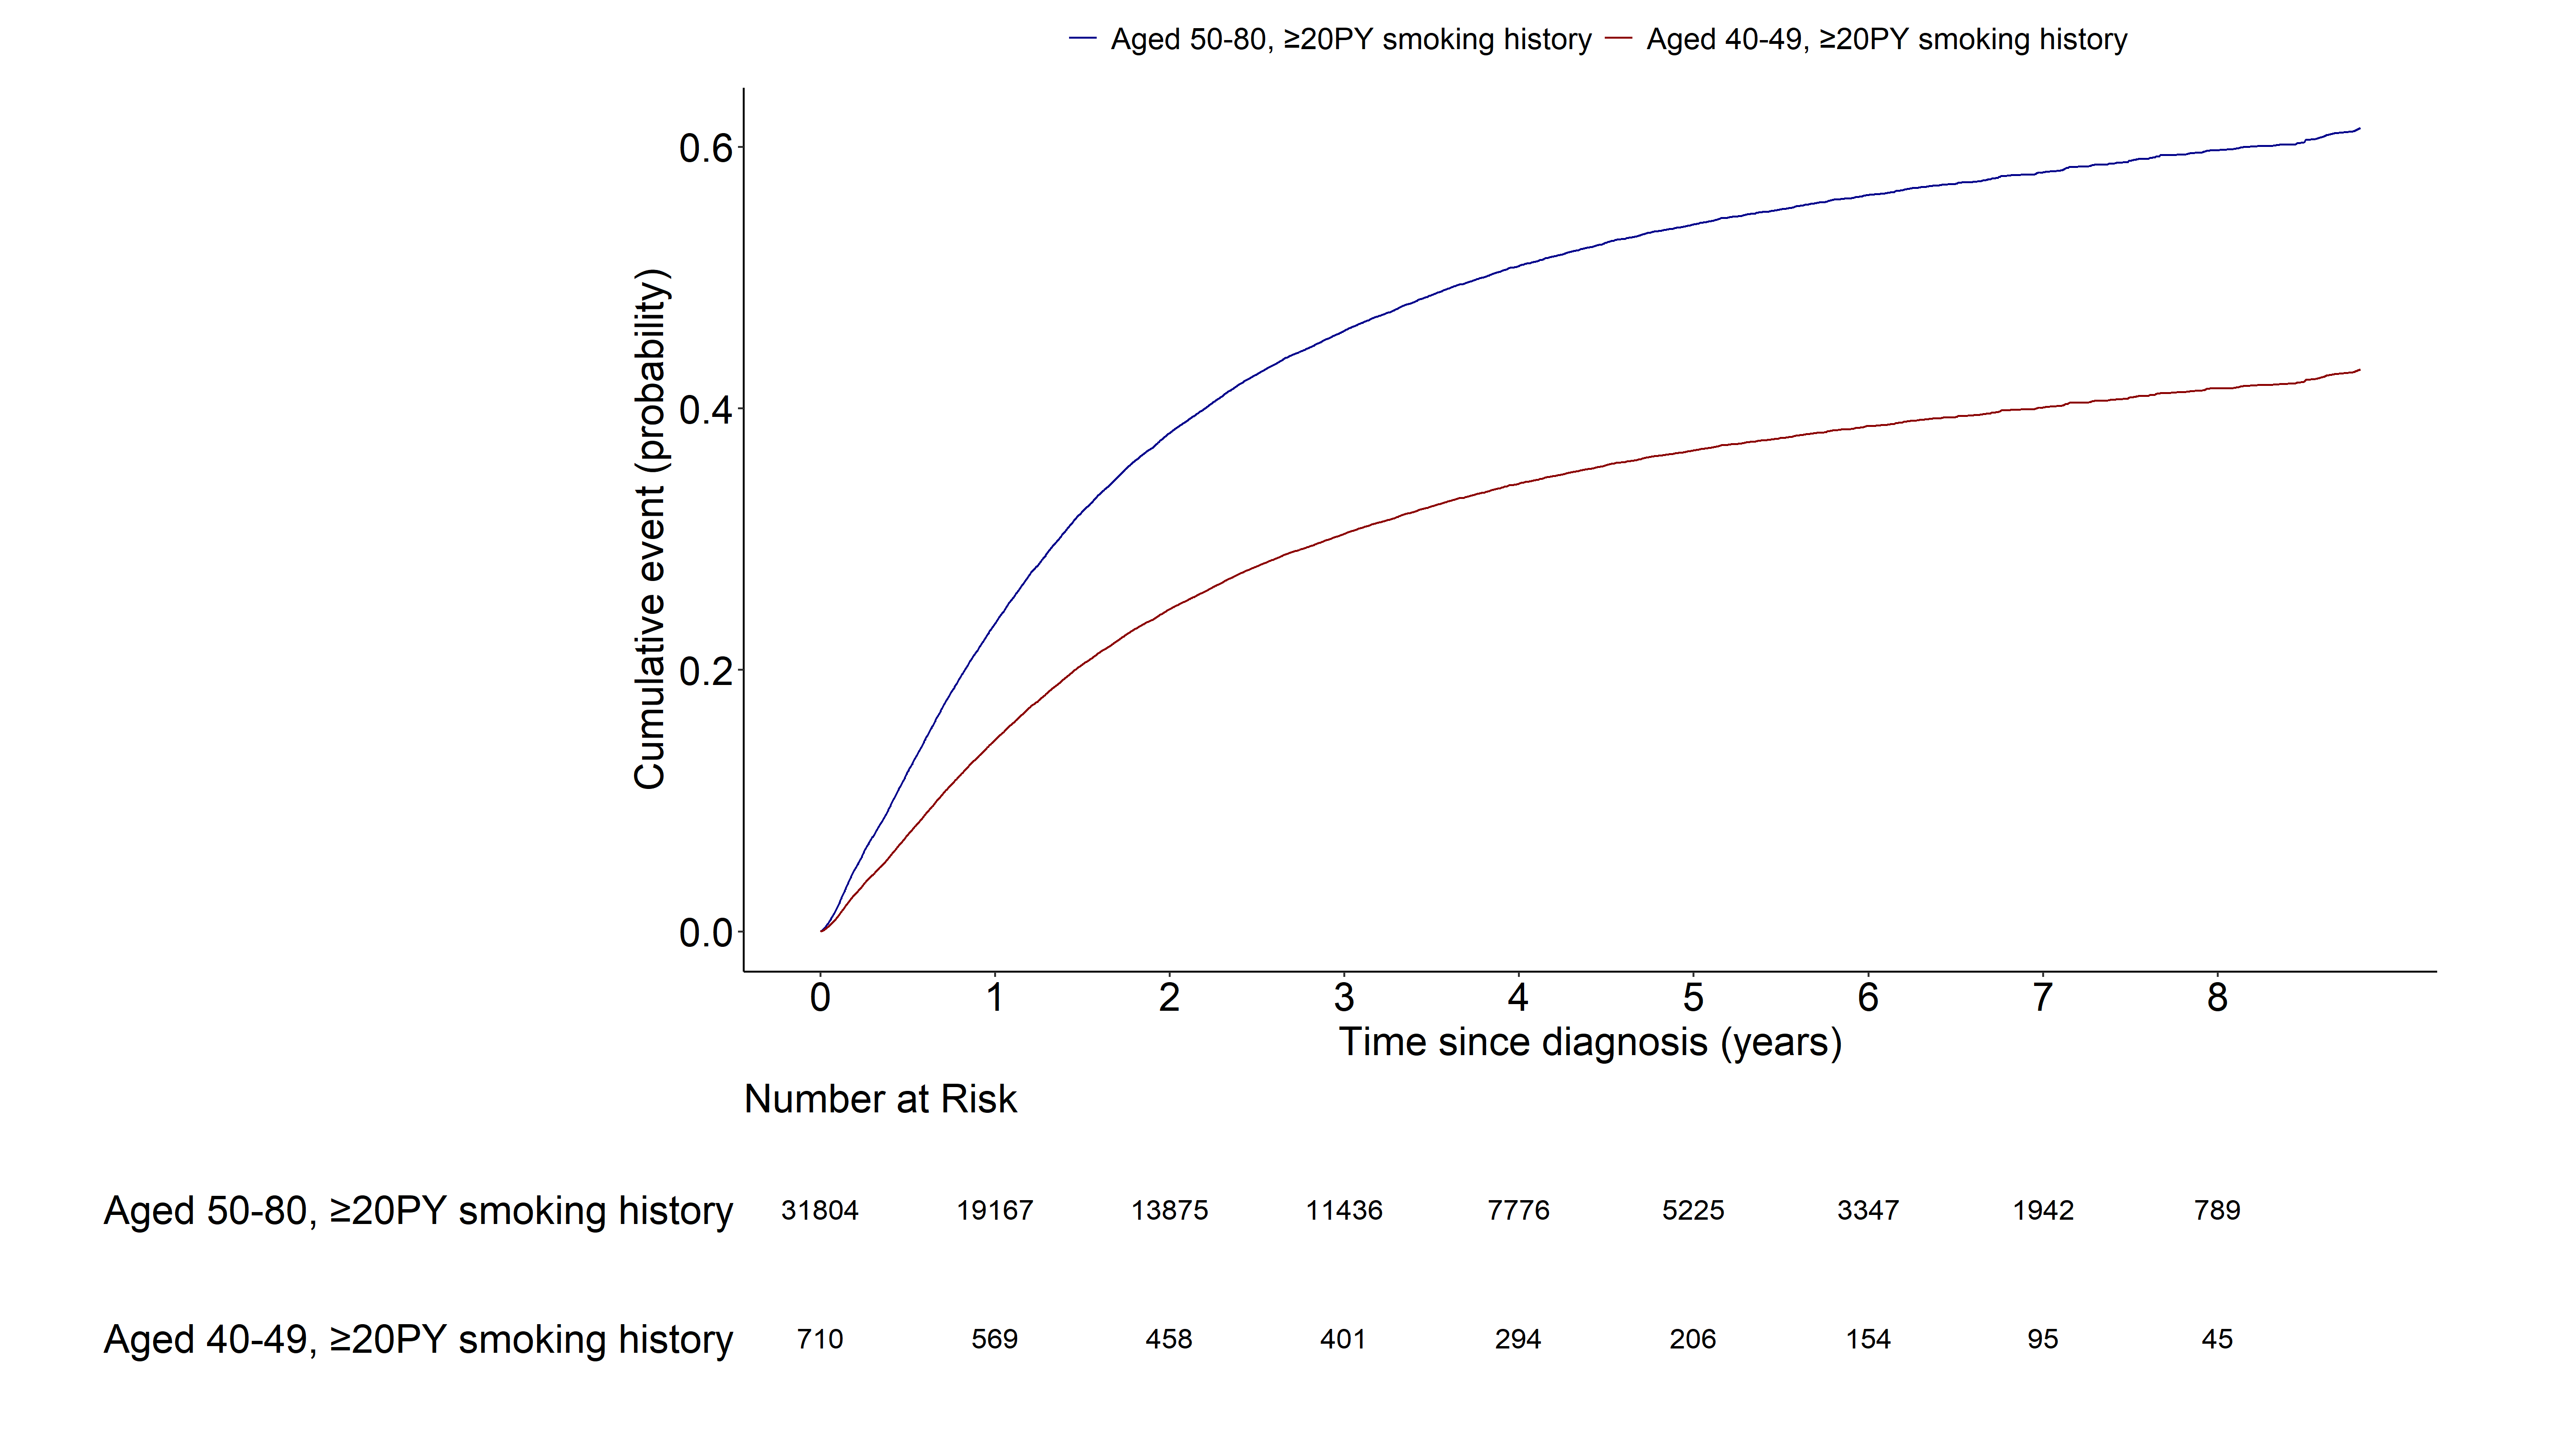 Aged 50-80, ≥20PY smoking history Aged 40-49, ≥20PY smoking history
Cumulative event (probability)
0.6
0.4
0.2
0.0
0 1 2 3 4 5 6 7 8
Time since diagnosis (years)
Number at Risk
Aged 50-80, ≥20PY smoking history 31804 19167 13875 11436 7776 5225 3347 1942 789
Aged 40-49, ≥20PY smoking history 710 569 458 401 294 206 154 95 45